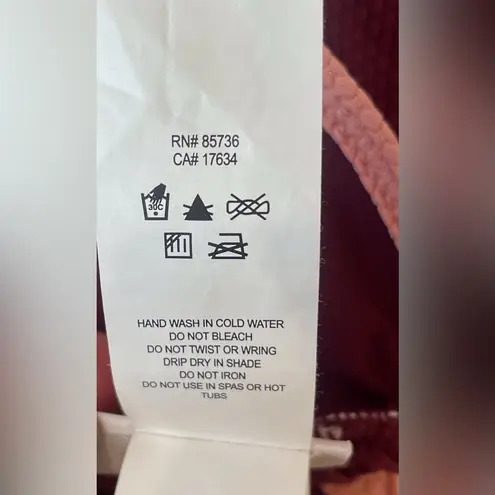 RN# 85736
CA# 17634
30C
HAND WASH IN COLD WATER
DO NOT BLEACH
DO NOT TWIST OR WRING
DRIP DRY IN SHADE
DO NOT IRON
DO NOT USE IN SPAS OR HOT
TUBS